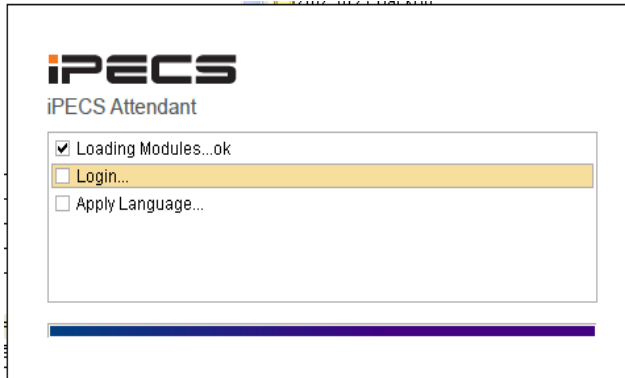 iPECS
iPECS Attendant
Loading Modules...ok
Login...
Apply Language...